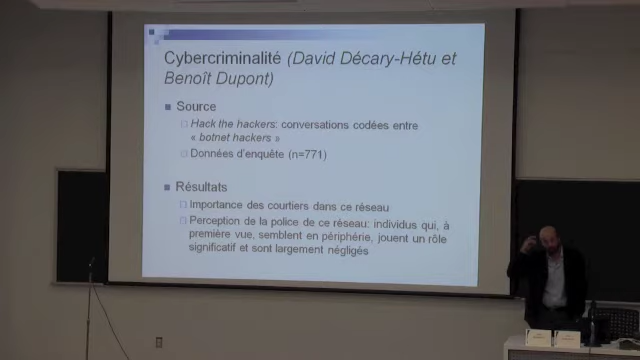 Cybercriminalité (David Décary-Hétu et
Benoît Dupont)
Source
Hack the hackers: conversations codées entre
« botnet hackers »
Données d'enquête (n=771)
Résultats
Importance des courtiers dans ce réseau
Perception de la police de ce réseau: individus qui, à
première vue, semblent en périphérie, jouent un rôle
significatif et sont largement négligés